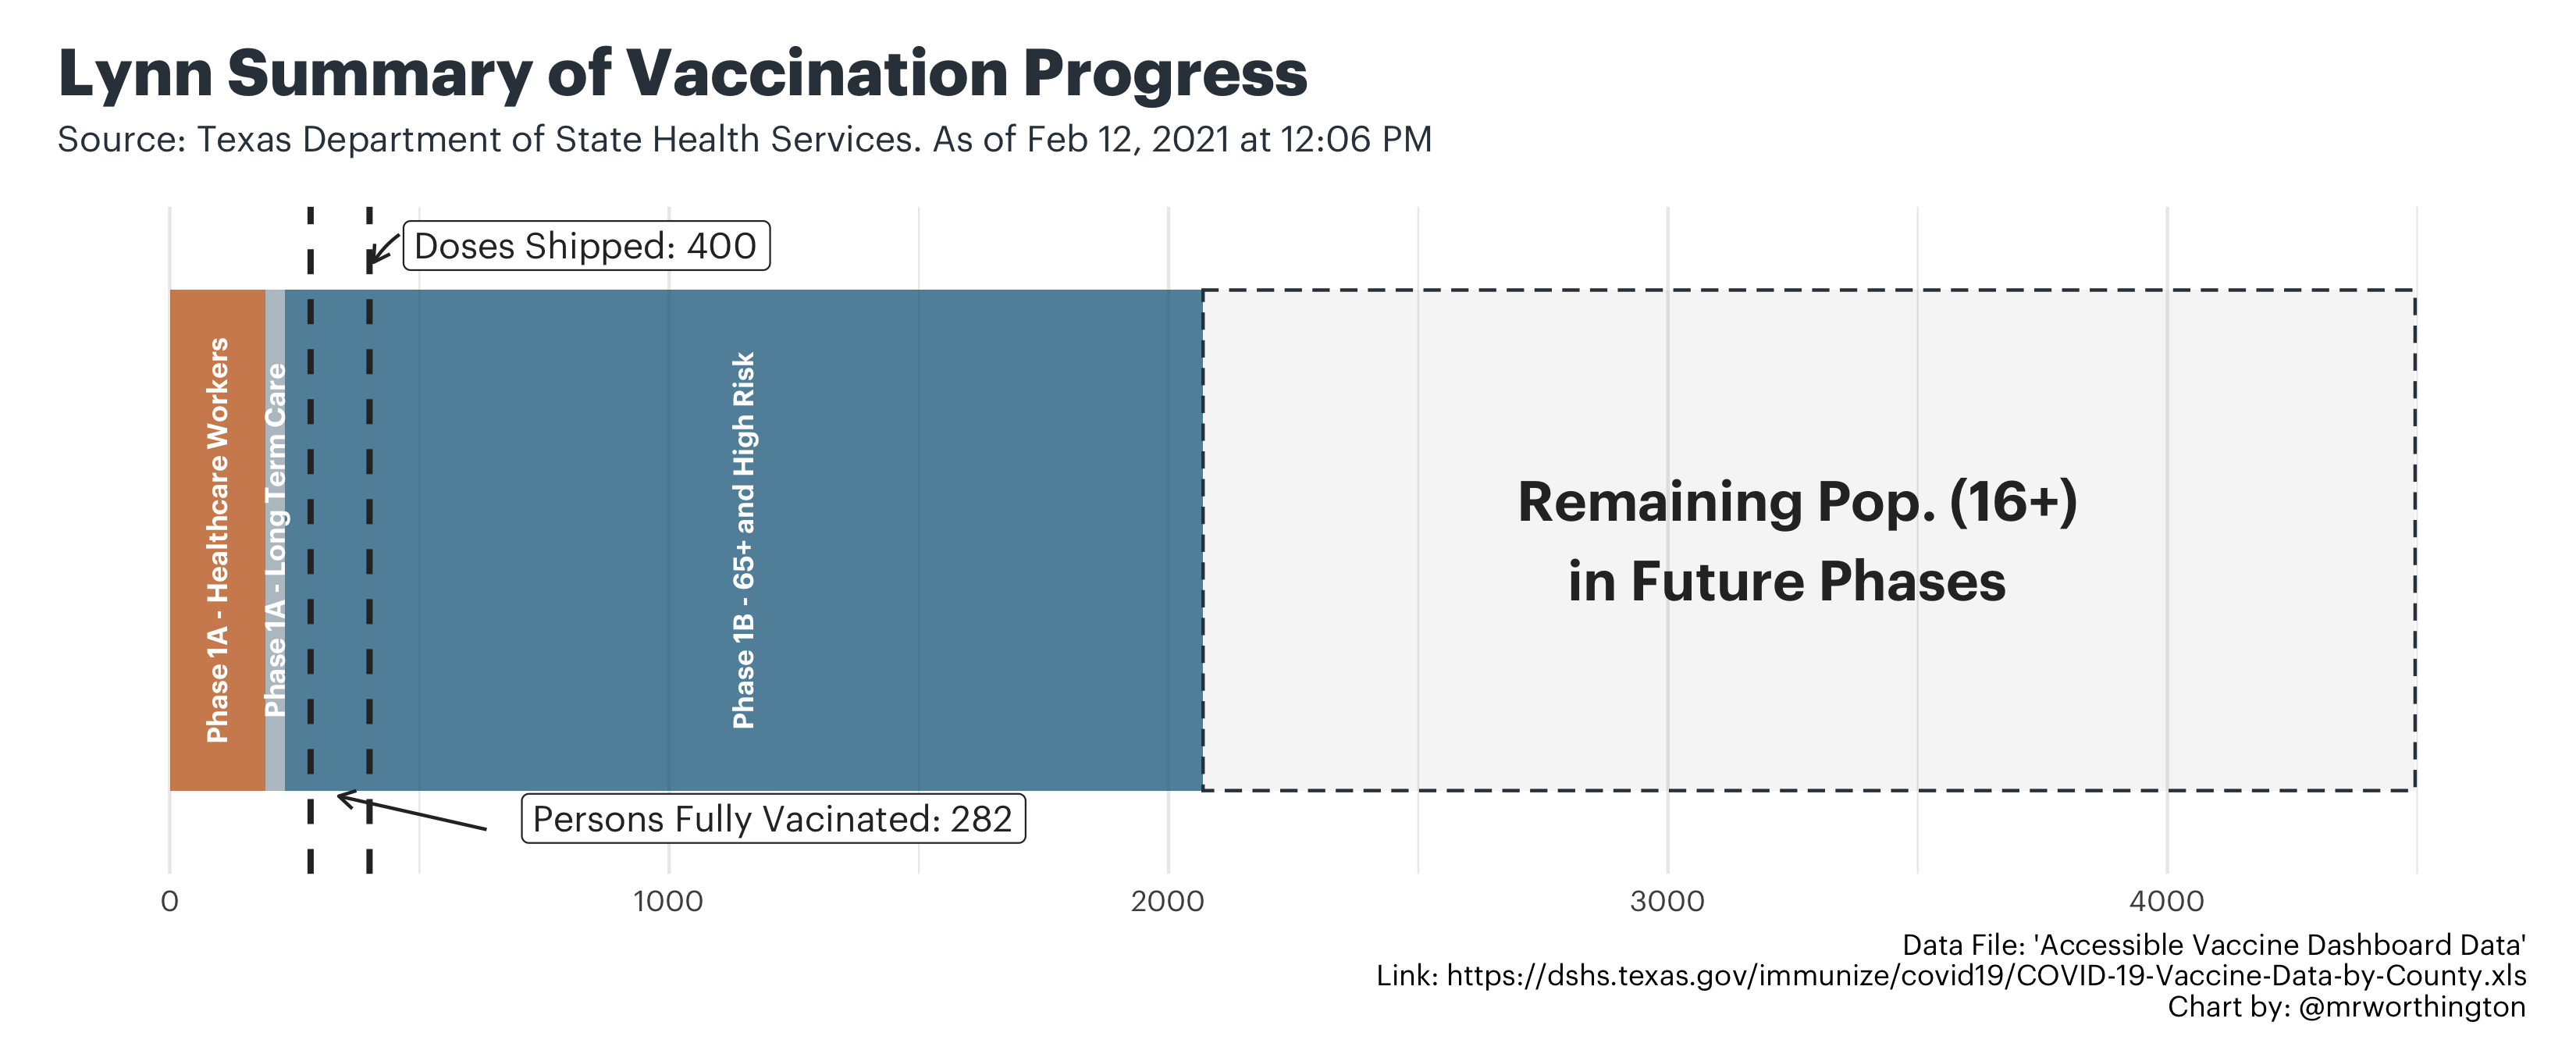 Lynn Summary of Vaccination Progress
Source: Texas Department of State Health Services. As of Feb 12, 2021 at 12:06 PM
Doses Shipped: 400
Phase 1A - Healthcare Workers
Phase 1A - Long Term Care
Phase 1B - 65+ and High Risk
Remaining Pop. (16+)
in Future Phases
Persons Fully Vacinated: 282
0 1000 2000 3000 4000
Data File: 'Accessible Vaccine Dashboard Data'
Link: https://dshs.texas.gov/immunize/covid19/COVID-19-Vaccine-Data-by-County.xls
Chart by: @mrworthington